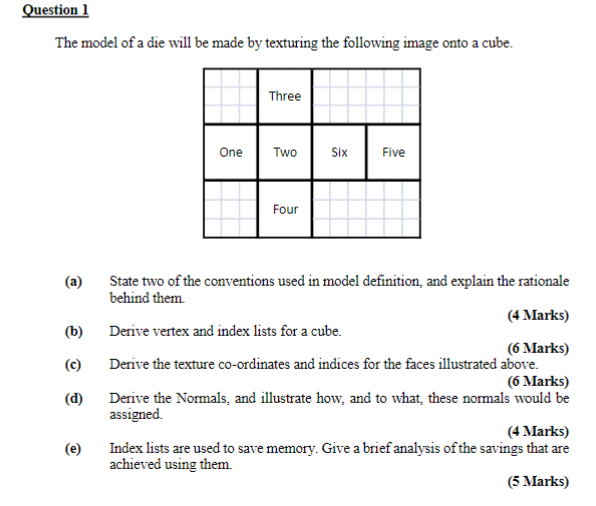 Question 1
The model of a die will be made by texturing the following image onto a cube.
Three
One Two Six Five
Four
(a) State two of the conventions used in model definition, and explain the rationale
behind them.
(4 Marks)
(b) Derive vertex and index lists for a cube.
(6 Marks)
(c) Derive the texture co-ordinates and indices for the faces illustrated above.
(6 Marks)
(d) Derive the Normals, and illustrate how, and to what, these normals would be
assigned.
(4 Marks)
(e) Index lists are used to save memory. Give a brief analysis of the savings that are
achieved using them.
(5 Marks)